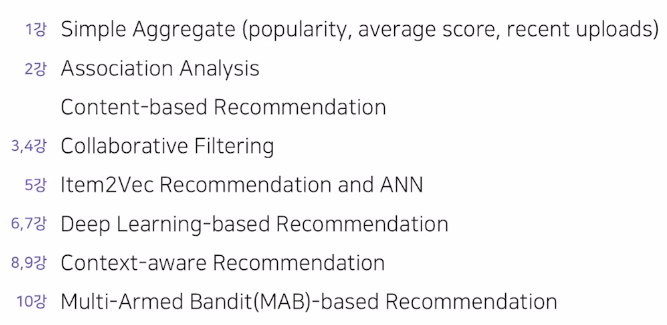 1강 Simple Aggregate (popularity, average score, recent uploads)
2강 Association Analysis
Content-based Recommendation
3,4강 Collaborative Filtering
5강 Item2Vec Recommendation and ANN
6,7강 Deep Learning-based Recommendation
8,9강 Context-aware Recommendation
10강 Multi-Armed Bandit(MAB)-based Recommendation